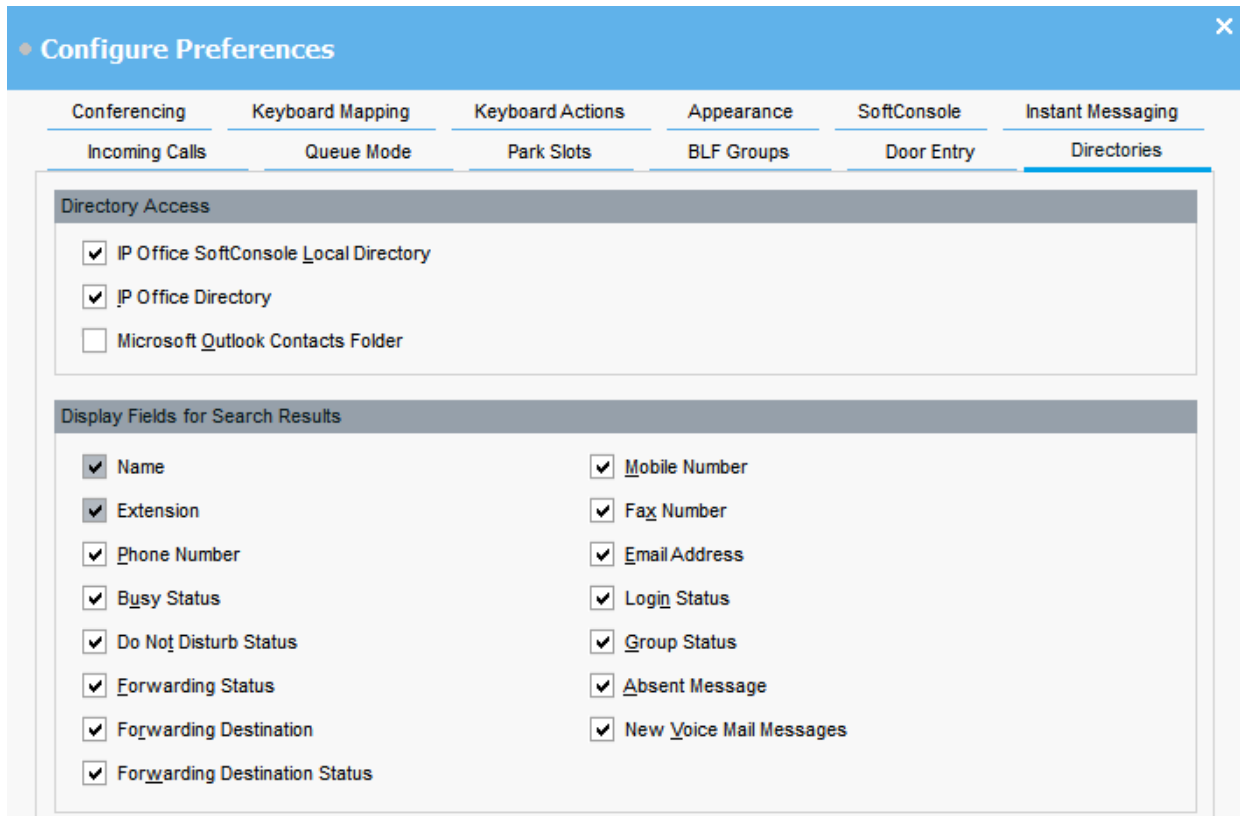 Configure Preferences
Conferencing Keyboard Mapping Keyboard Actions Appearance SoftConsole Instant Messaging
Incoming Calls Queue Mode Park Slots BLF Groups Door Entry Directories
Directory Access
IP Office SoftConsole Local Directory
IP Office Directory
Microsoft Outlook Contacts Folder
Display Fields for Search Results
Name Mobile Number
Extension Fax Number
Phone Number Email Address
Busy Status Login Status
Do Not Disturb Status Group Status
Forwarding Status Absent Message
Forwarding Destination New Voice Mail Messages
Forwarding Destination Status